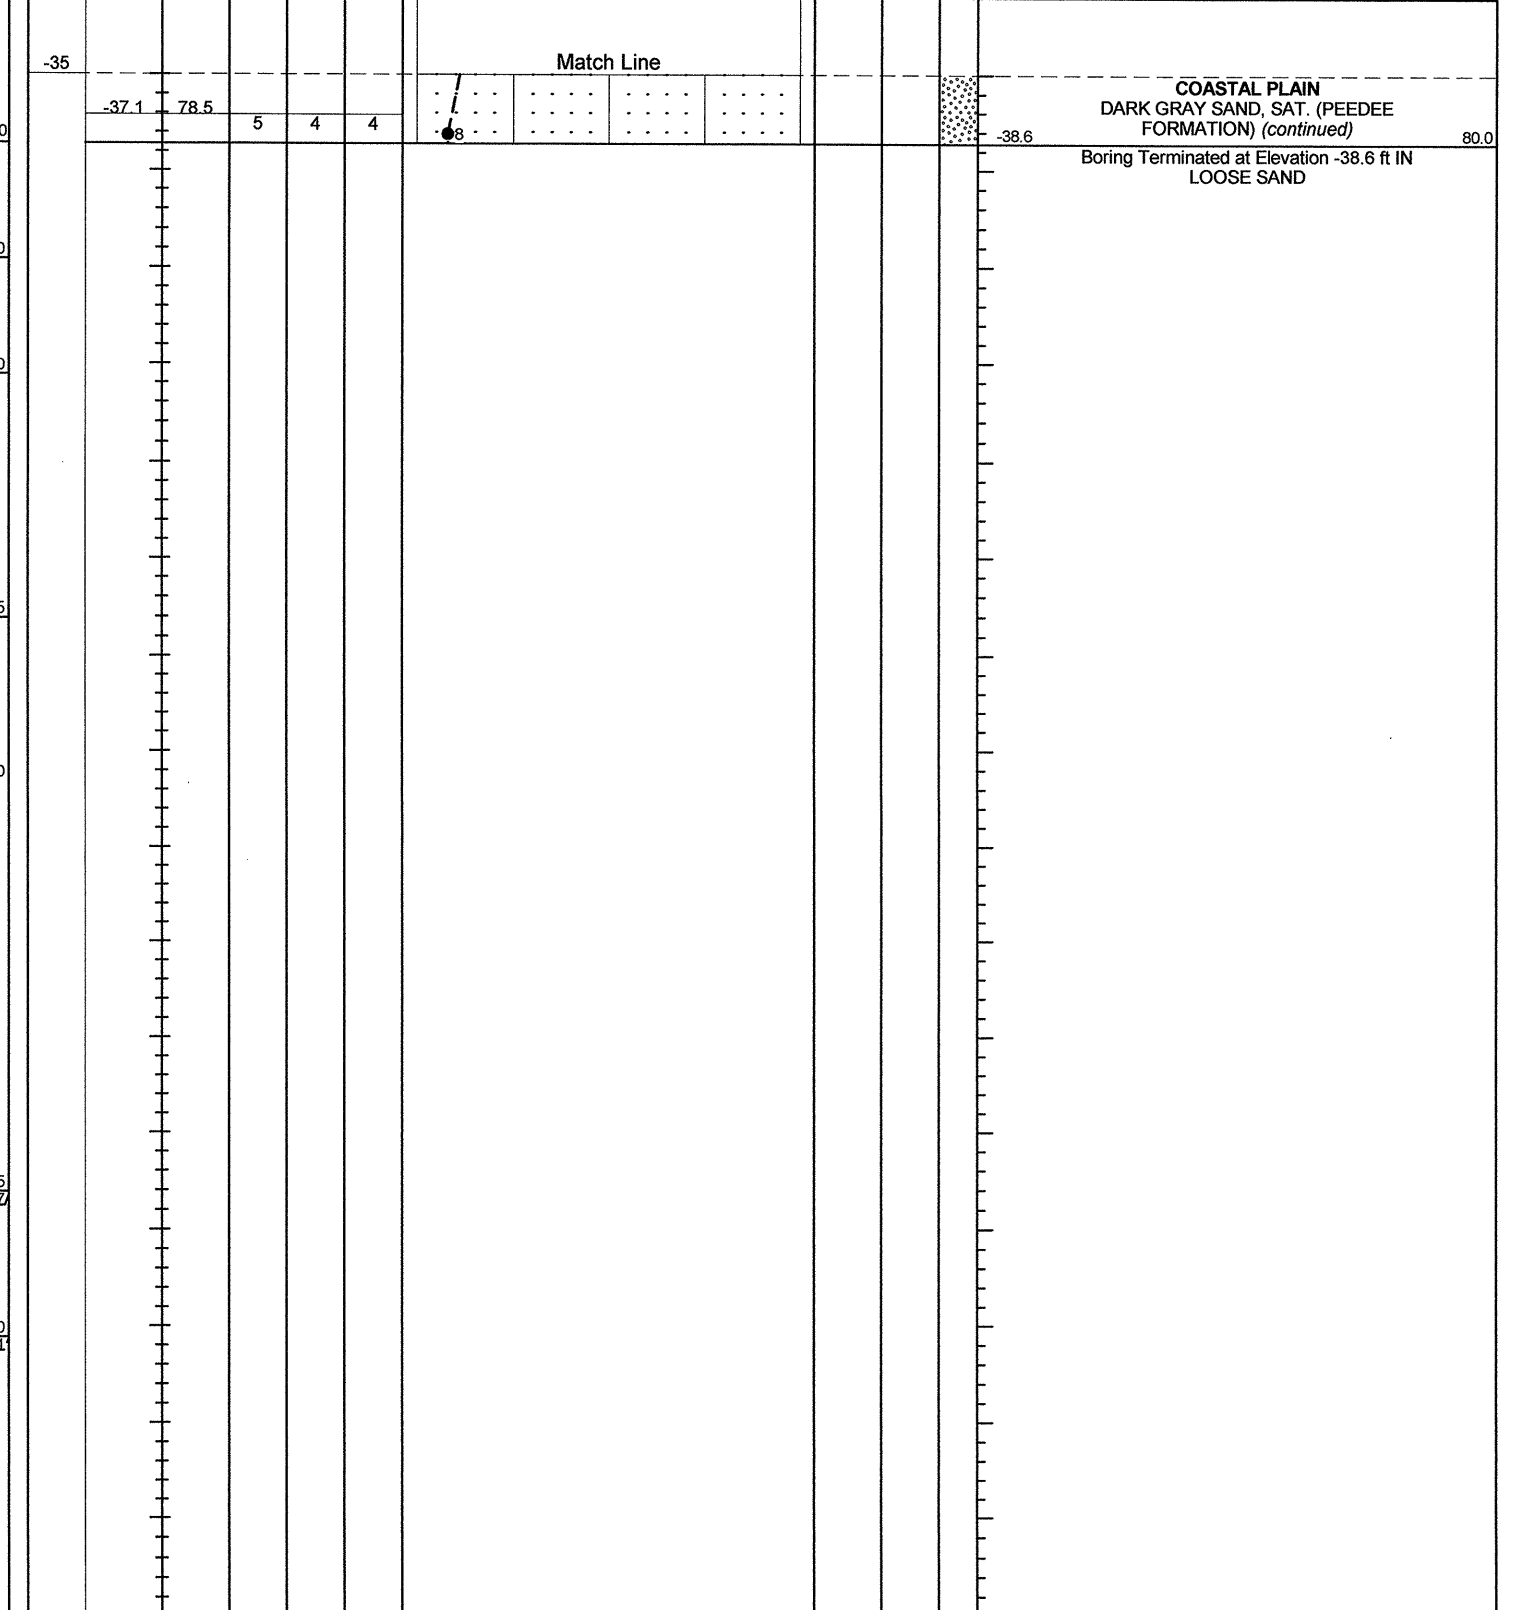 Match Line
-35
-37.1 78.5
5 4 4
8
COASTAL PLAIN
DARK GRAY SAND, SAT. (PEEDEE
FORMATION) (continued)
-38.6 80.0
Boring Terminated at Elevation -38.6 ft IN
LOOSE SAND